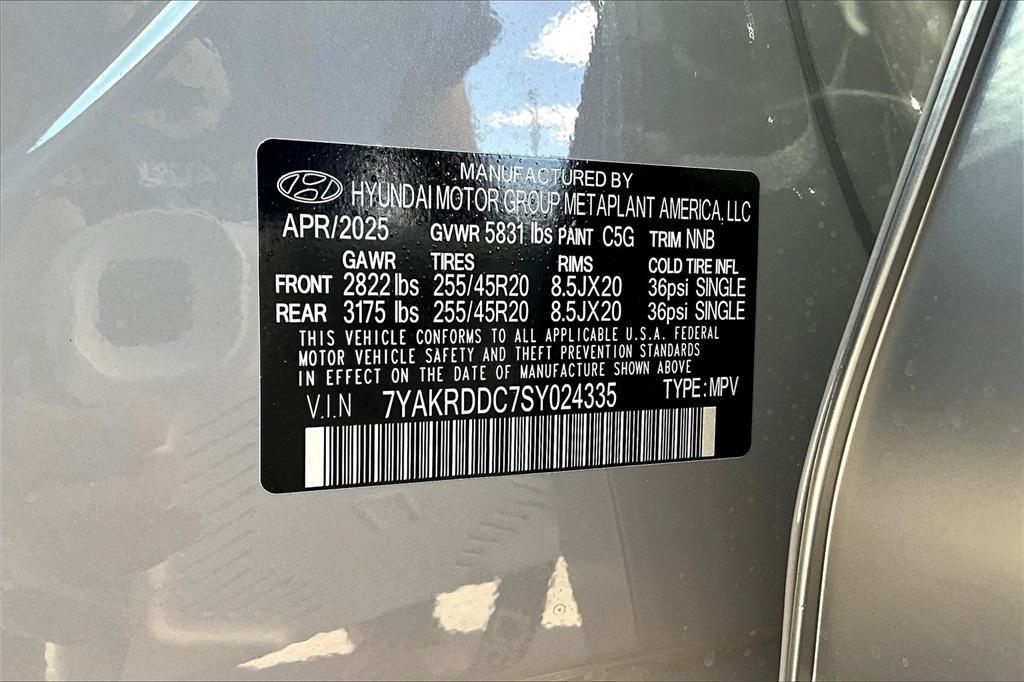 MANUFACTURED BY
HYUNDAI MOTOR GROUP METAPLANT AMERICA, LLC
APR/2025 GVWR 5831 lbs PAINT C5G TRIM NNB
GAWR TIRES RIMS COLD TIRE INFL
FRONT 2822 lbs 255/45R20 8.5JX20 36psi SINGLE
REAR 3175 lbs 255/45R20 8.5JX20 36psi SINGLE
THIS VEHICLE CONFORMS TO ALL APPLICABLE U.S.A. FEDERAL
MOTOR VEHICLE SAFETY AND THEFT PREVENTION STANDARDS
IN EFFECT ON THE DATE OF MANUFACTURE SHOWN ABOVE
V.I.N 7YAKRDDC7SY024335 TYPE : MPV